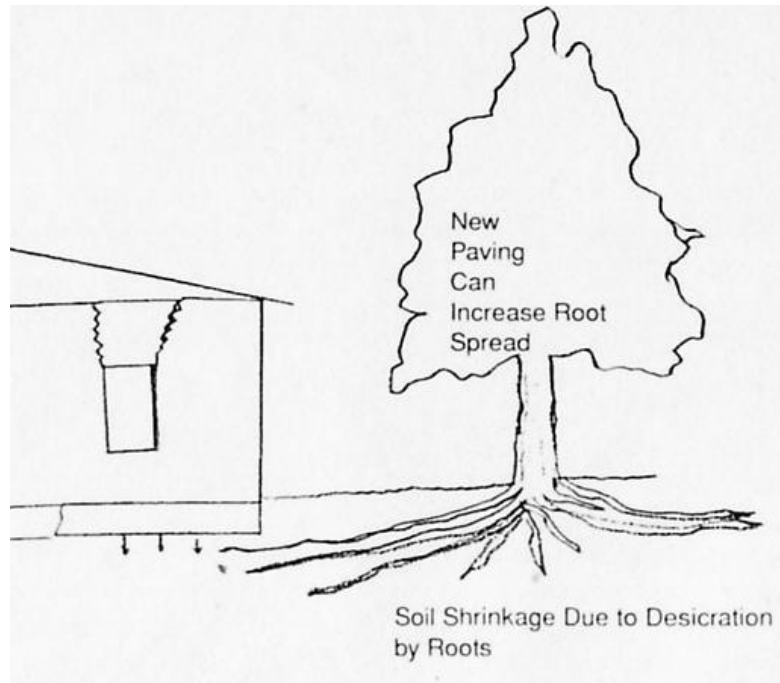 New
Paving
Can
Increase Root
Spread
Soil Shrinkage Due to Desicration
by Roots